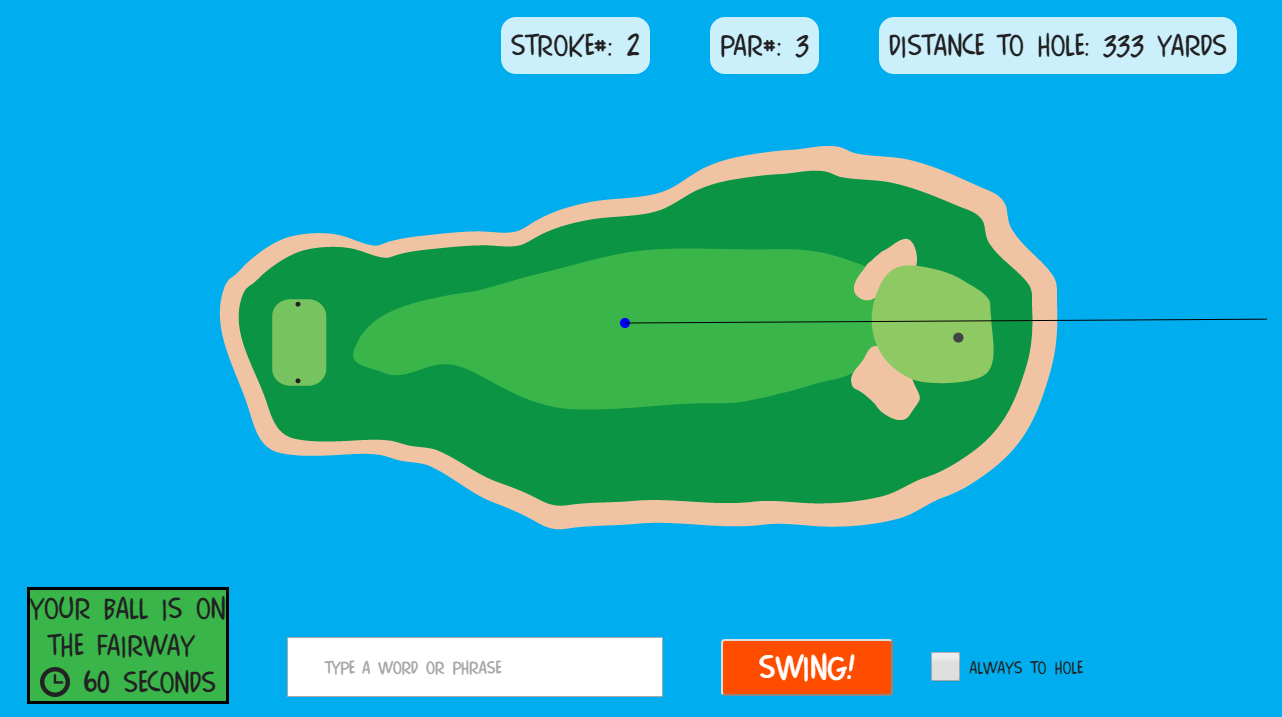 STROKE#: 2
PAR#: 3
DISTANCE TO HOLE: 333 YARDS
YOUR BALL IS ON
THE FAIRWAY
60 SECONDS
TYPE A WORD OR PHRASE
SWING!
ALWAYS TO HOLE